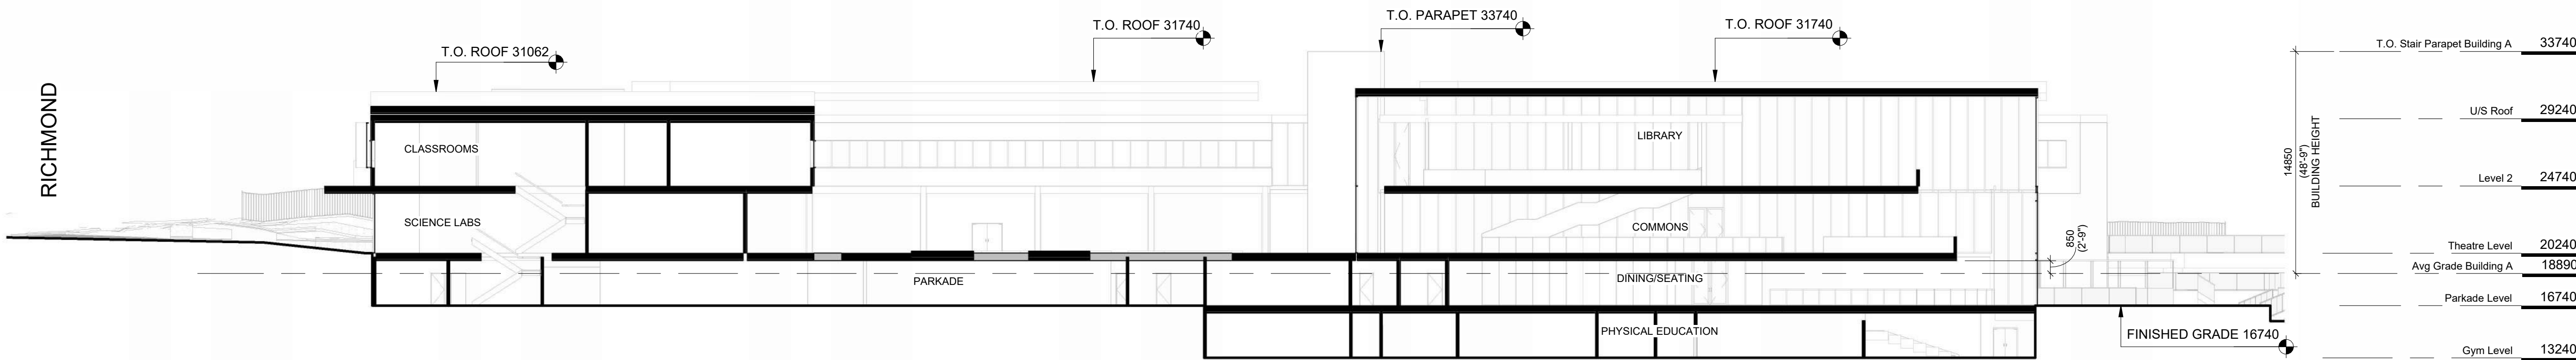 RICHMOND
T.O. ROOF 31062
T.O. ROOF 31740
T.O. PARAPET 33740
T.O. ROOF 31740
CLASSROOMS
SCIENCE LABS
PARKADE
LIBRARY
COMMONS
DINING/SEATING
PHYSICAL EDUCATION
850
(2'-9")
FINISHED GRADE 16740
14850
(48'-9")
BUILDING HEIGHT
T.O. Stair Parapet Building A 33740
U/S Roof 29240
Level 2 24740
Theatre Level 20240
Avg Grade Building A 18890
Parkade Level 16740
Gym Level 13240